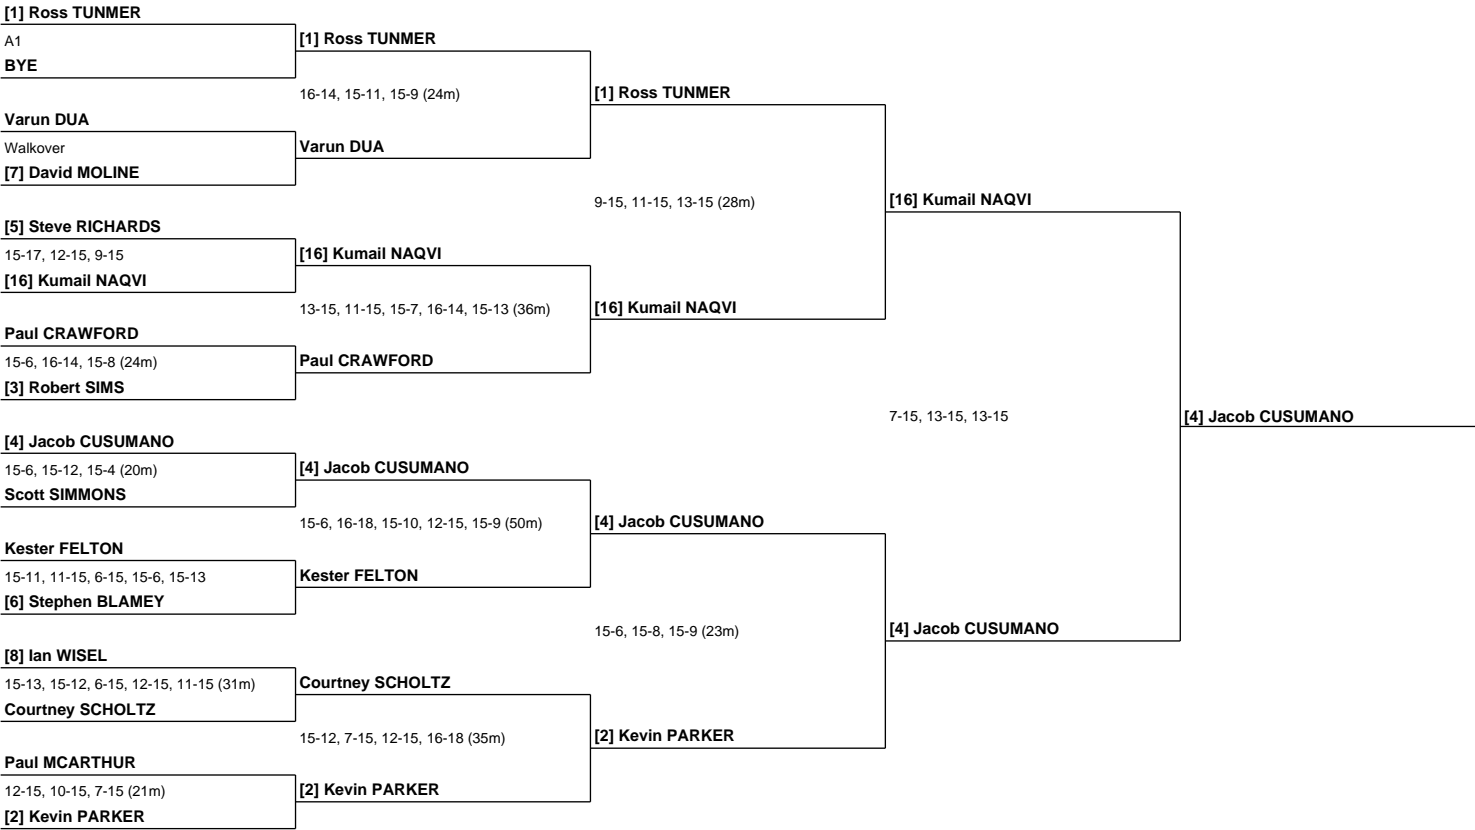 [1] Ross TUNMER
A1
BYE
Varun DUA
Walkover
[7] David MOLINE
[5] Steve RICHARDS
15-17, 12-15, 9-15
[16] Kumail NAQVI
Paul CRAWFORD
15-6, 16-14, 15-8 (24m)
[3] Robert SIMS
[4] Jacob CUSUMANO
15-6, 15-12, 15-4 (20m)
Scott SIMMONS
Kester FELTON
15-11, 11-15, 6-15, 15-6, 15-13
[6] Stephen BLAMEY
[8] Ian WISEL
15-13, 15-12, 6-15, 12-15, 11-15 (31m)
Courtney SCHOLTZ
Paul MCARTHUR
12-15, 10-15, 7-15 (21m)
[2] Kevin PARKER
[1] Ross TUNMER
16-14, 15-11, 15-9 (24m)
Varun DUA
[16] Kumail NAQVI
13-15, 11-15, 15-7, 16-14, 15-13 (36m)
Paul CRAWFORD
[4] Jacob CUSUMANO
15-6, 16-18, 15-10, 12-15, 15-9 (50m)
Kester FELTON
Courtney SCHOLTZ
15-12, 7-15, 12-15, 16-18 (35m)
[2] Kevin PARKER
[1] Ross TUNMER
9-15, 11-15, 13-15 (28m)
[16] Kumail NAQVI
[4] Jacob CUSUMANO
15-6, 15-8, 15-9 (23m)
[2] Kevin PARKER
[16] Kumail NAQVI
7-15, 13-15, 13-15
[4] Jacob CUSUMANO
[4] Jacob CUSUMANO